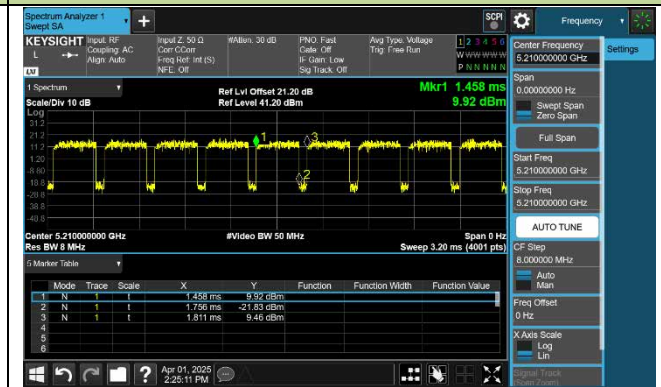 Spectrum Analyzer 1
Swept SA
+
SCPI
Frequency
KEYSIGHT
L
LXI
Input: RF
Coupling: AC
Align: Auto
Input Z: 50 Ω
Corr CCorr
Freq Ref: Int (S)
NFE: Off
#Atten: 30 dB
PNO: Fast
Gate: Off
IF Gain: Low
Sig Track: Off
Avg Type: Voltage
Trig: Free Run
1 2 3 4 5 6
W W W W W W
P N N N N N
Center Frequency
5.210000000 GHz
Settings
Span
0.00000000 Hz
Swept Span
Zero Span
Full Span
Start Freq
5.210000000 GHz
Stop Freq
5.210000000 GHz
AUTO TUNE
CF Step
8.000000 MHz
Auto
Man
Freq Offset
0 Hz
X Axis Scale
Log
Lin
Signal Track
(Span Zoom)
1 Spectrum
Scale/Div 10 dB
Log
Ref Lvl Offset 21.20 dB
Ref Level 41.20 dBm
Mkr1 1.458 ms
9.92 dBm
31.2
21.2
11.2
1.20
-8.80
-18.8
-28.8
-38.8
-48.8
1
3
2
Center 5.210000000 GHz
#Video BW 50 MHz
Span 0 Hz
Res BW 8 MHz
Sweep 3.20 ms (4001 pts)
5 Marker Table
Mode Trace Scale X Y Function Function Width Function Value
1 N 1 t 1.458 ms 9.92 dBm
2 N 1 t 1.756 ms -21.83 dBm
3 N 1 t 1.811 ms 9.46 dBm
4
5
6
?
Apr 01, 2025
2:25:11 PM